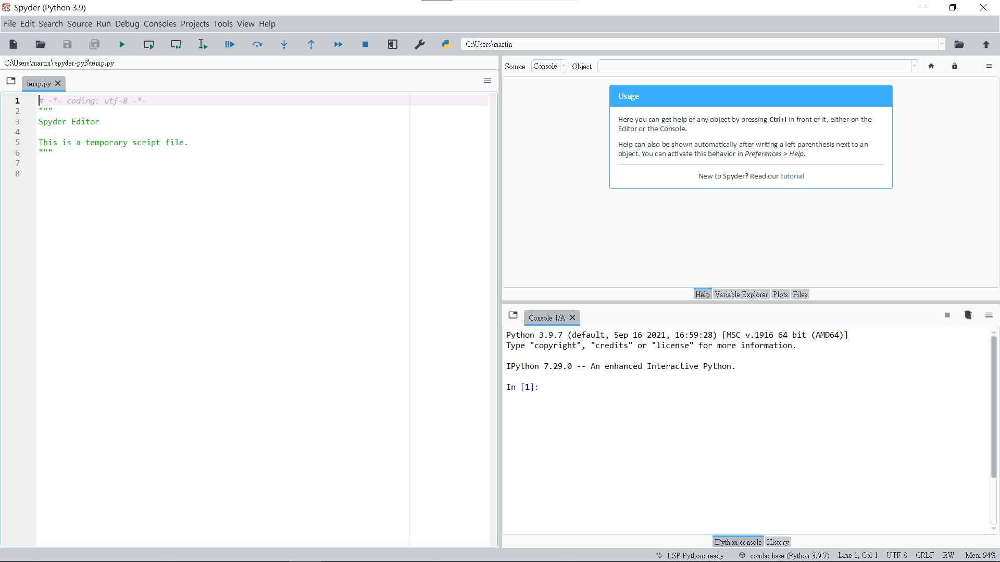 Spyder (Python 3.9)
File Edit Search Source Run Debug Consoles Projects Tools View Help
C:\Users\martin
C:\Users\martin\.spyder-py3\temp.py
temp.py
1 # -*- coding: utf-8 -*-
2 """
3 Spyder Editor
4
5 This is a temporary script file.
6 """
7
8
Source Console Object
Usage
Here you can get help of any object by pressing Ctrl+I in front of it, either on the
Editor or the Console.
Help can also be shown automatically after writing a left parenthesis next to an
object. You can activate this behavior in Preferences > Help.
New to Spyder? Read our tutorial
Help Variable Explorer Plots Files
Console 1/A
Python 3.9.7 (default, Sep 16 2021, 16:59:28) [MSC v.1916 64 bit (AMD64)]
Type "copyright", "credits" or "license" for more information.
IPython 7.29.0 -- An enhanced Interactive Python.
In [1]:
IPython console History
LSP Python: ready conda: base (Python 3.9.7) Line 1, Col 1 UTF-8 CRLF RW Mem 94%